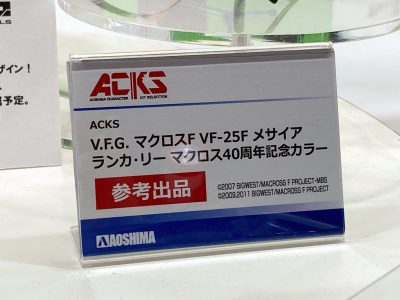 LS
ザイン！
予定。
ACKS
AOSHIMA CHARACTER KIT SELECTION
ACKS
V.F.G. マクロスF VF-25F メサイア
ランカ・リー マクロス40周年記念カラー
参考出品
©2007 BIGWEST/MACROSS F PROJECT・MBS
©2009,2011 BIGWEST/MACROSS F PROJECT
AOSHIMA